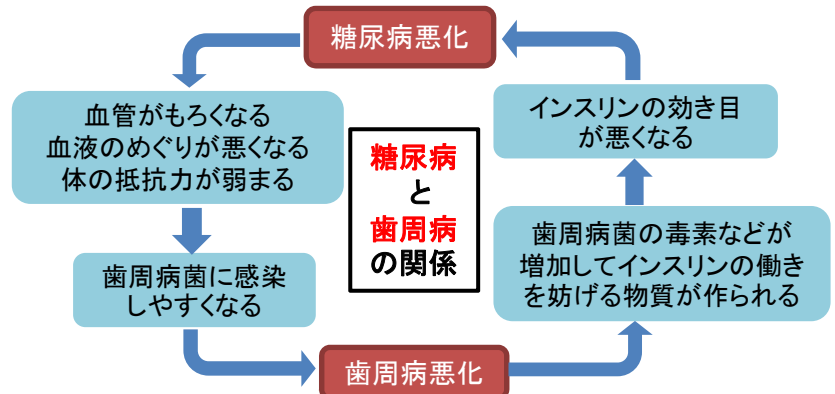 糖尿病悪化
血管がもろくなる
血液のめぐりが悪くなる
体の抵抗力が弱まる
歯周病菌に感染
しやすくなる
歯周病悪化
歯周病菌の毒素などが
増加してインスリンの働き
を妨げる物質が作られる
インスリンの効き目
が悪くなる
糖尿病
と
歯周病
の関係